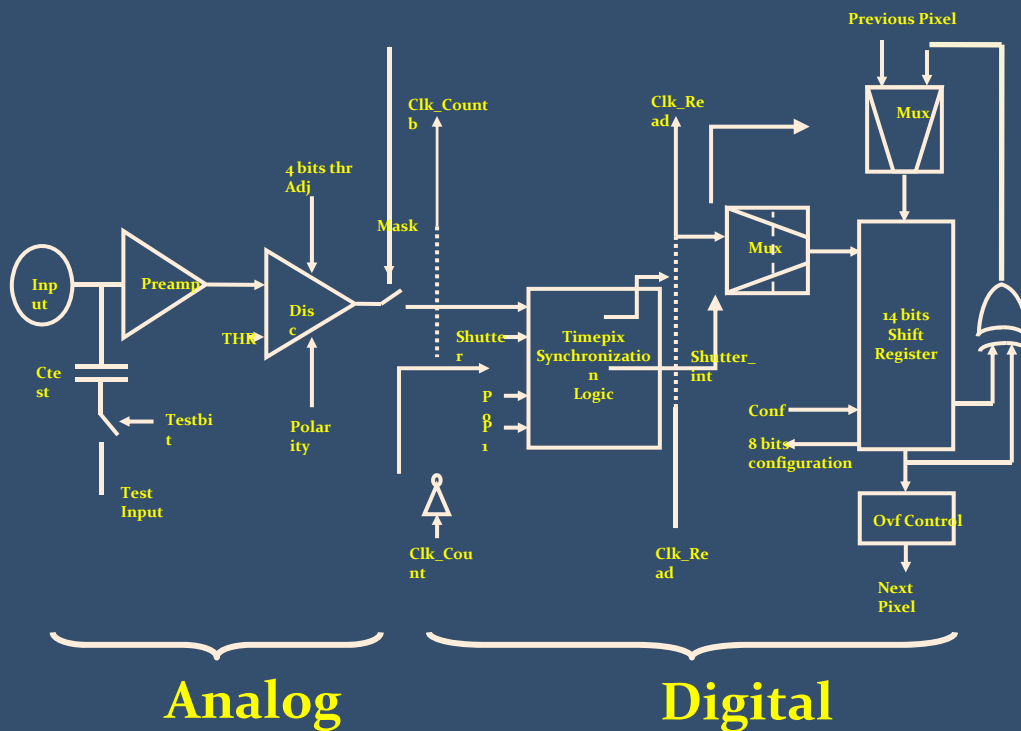 Previous Pixel
Clk_Count
b
Clk_Re
ad
Mux
4 bits thr
Adj
Mask
Mux
Inp
ut
Preamp
Dis
c
THR
Shutte
r
Timepix
Synchronizatio
n
Logic
Shutter_
int
14 bits
Shift
Register
Cte
st
Testbi
t
Polar
ity
P
0
P
1
Conf
8 bits
configuration
Test
Input
Ovf Control
Clk_Cou
nt
Clk_Re
ad
Next
Pixel
Analog
Digital